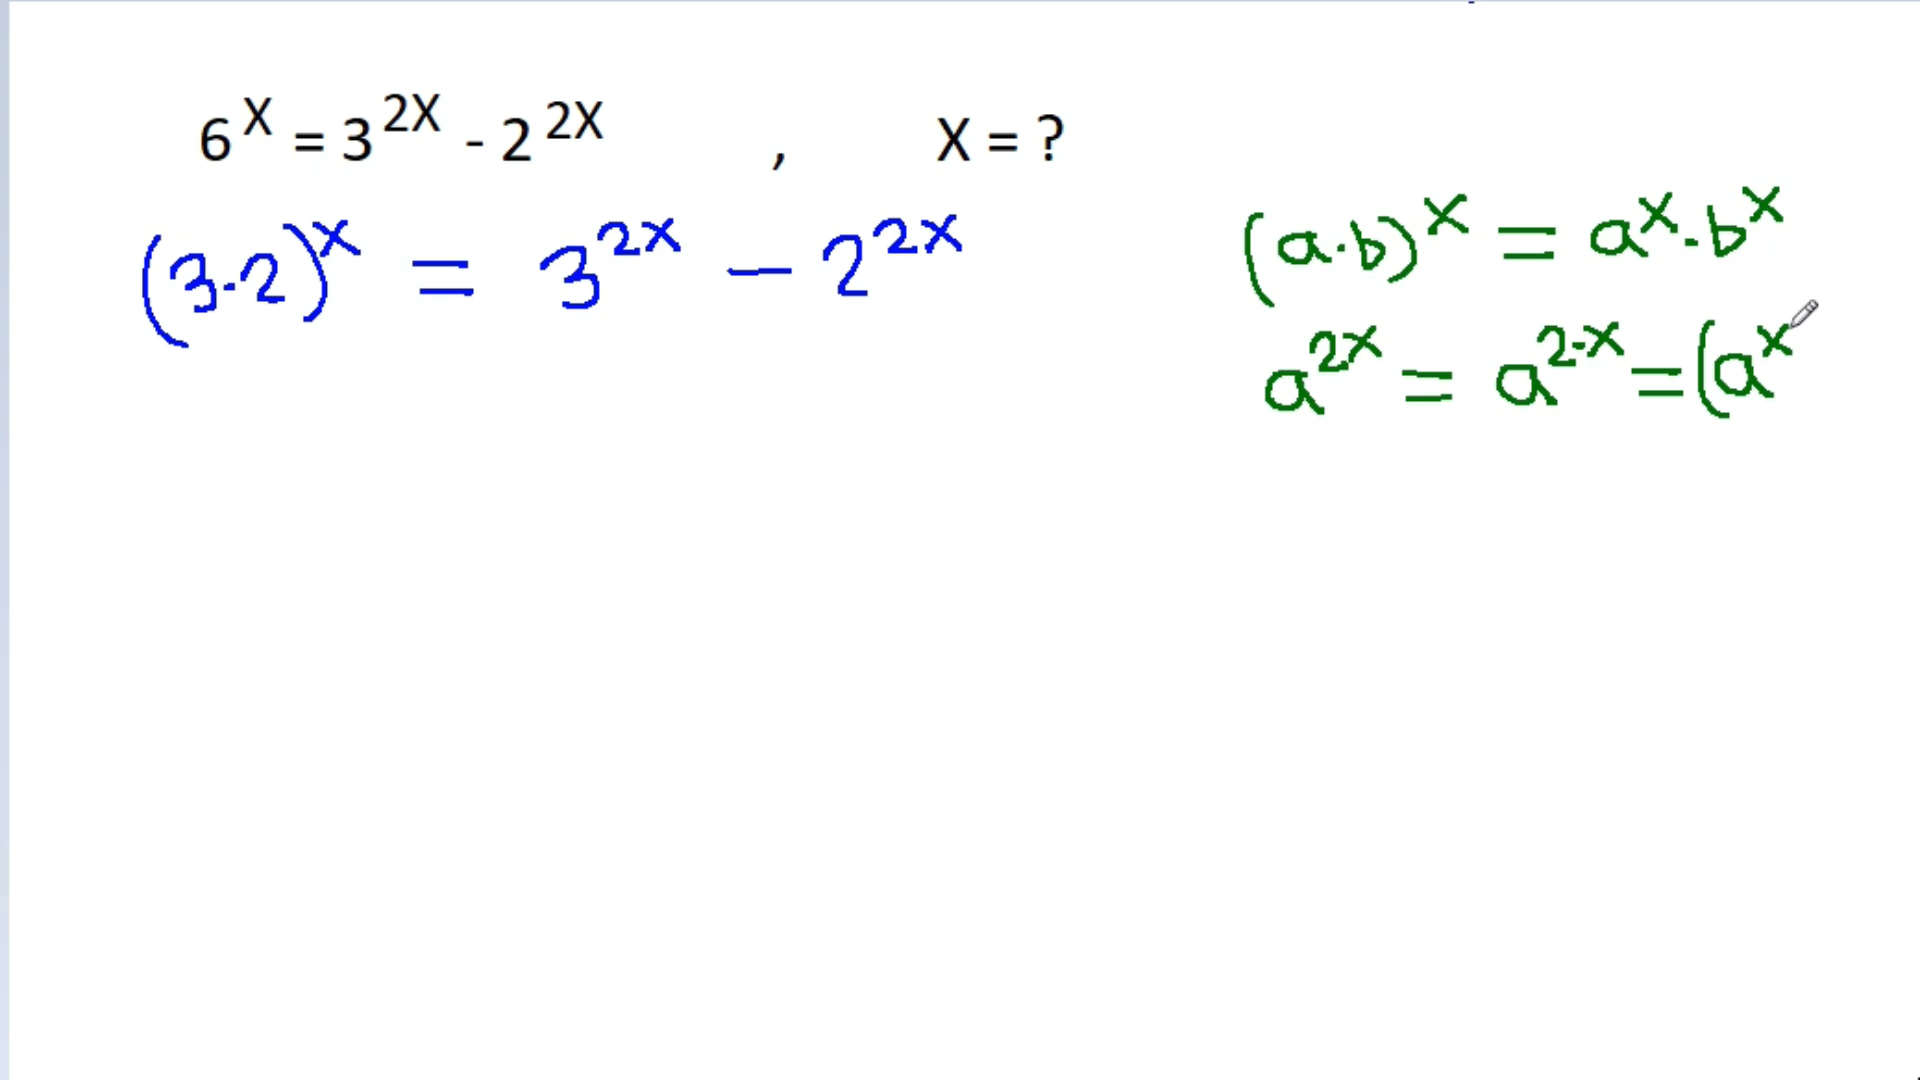 6^X = 3^2X - 2^2X , X = ?
(3·2)^x = 3^2x - 2^2x
(a·b)^x = a^x·b^x
a^2x = a^2·x = (a^x